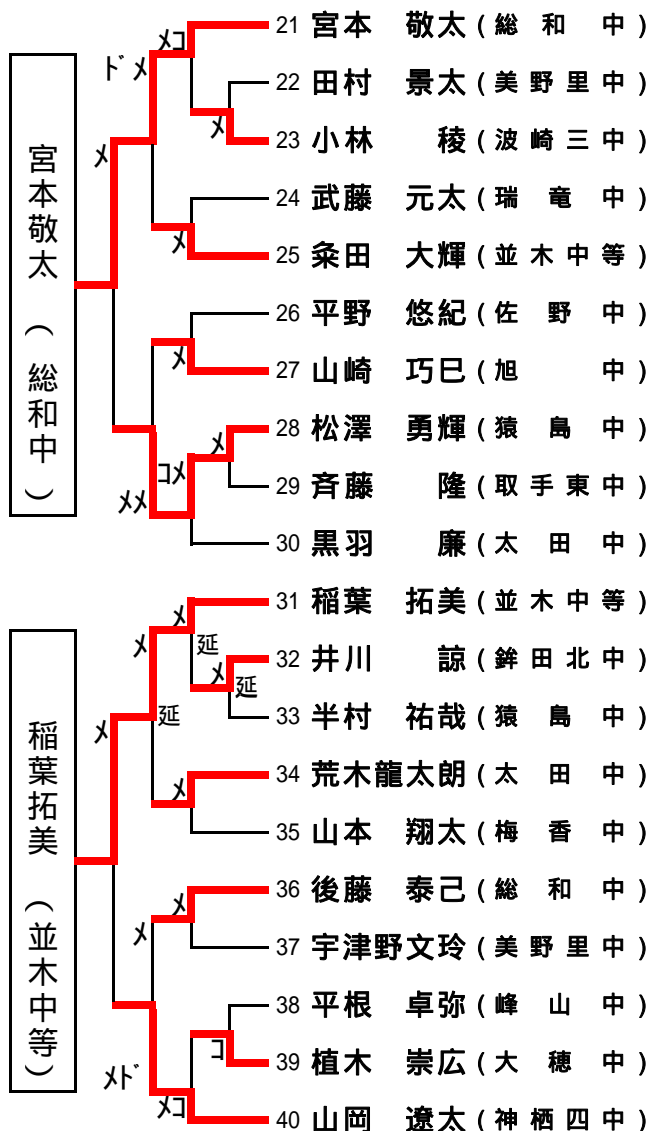 宮本敬太（総和中）
稲葉拓美（並木中等）
メコ
ドメ
メ
メ
メ
メ
メ
コメ
メメ
メ
延
メ
メ
延
延
メ
メ
メ
メ
コ
メド
メコ
21 宮本 敬太(総和中)
22 田村 景太(美野里中)
23 小林 稜(波崎三中)
24 武藤 元太(瑞竜中)
25 粂田 大輝(並木中等)
26 平野 悠紀(佐野中)
27 山崎 巧巳(旭 中)
28 松澤 勇輝(猿島中)
29 斉藤 隆(取手東中)
30 黒羽 廉(太田中)
31 稲葉 拓美(並木中等)
32 井川 諒(鉾田北中)
33 半村 祐哉(猿島中)
34 荒木龍太朗(太田中)
35 山本 翔太(梅香中)
36 後藤 泰己(総和中)
37 宇津野文玲(美野里中)
38 平根 卓弥(峰山中)
39 植木 崇広(大穂中)
40 山岡 遼太(神栖四中)